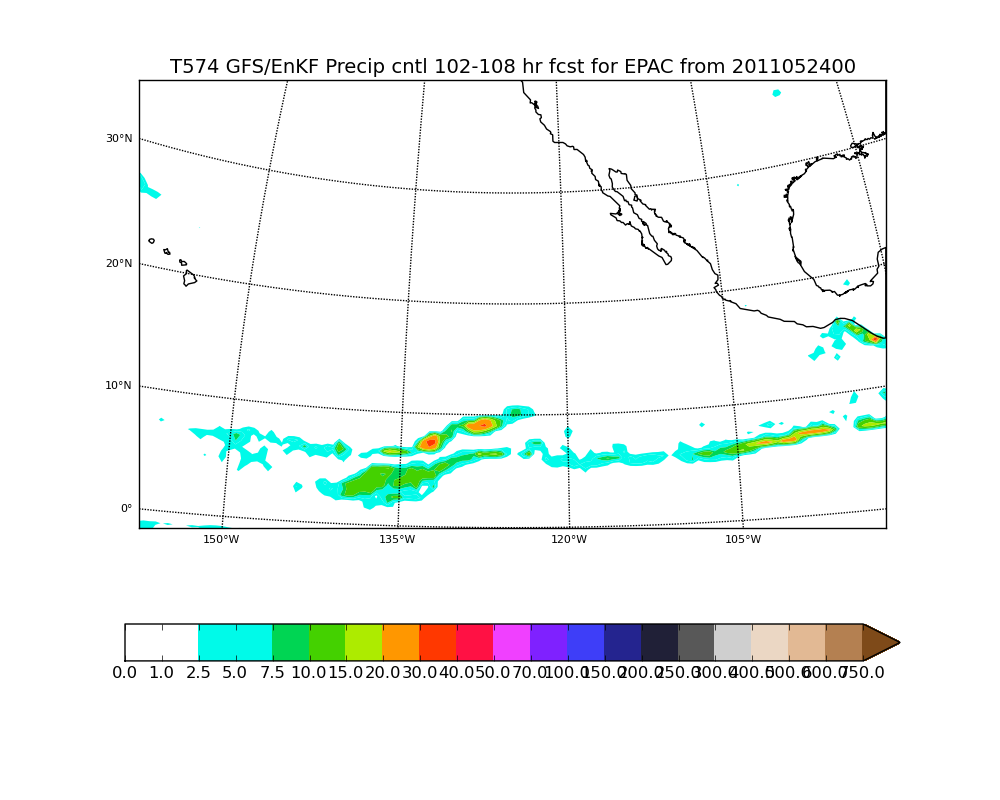 T574 GFS/EnKF Precip cntl 102-108 hr fcst for EPAC from 2011052400
30°N
20°N
10°N
0°
150°W 135°W 120°W 105°W
0.0 1.0 2.5 5.0 7.5 10.0 15.0 20.0 30.0 40.0 50.0 70.0 100.0 150.0 200.0 250.0 300.0 400.0 500.0 600.0 750.0